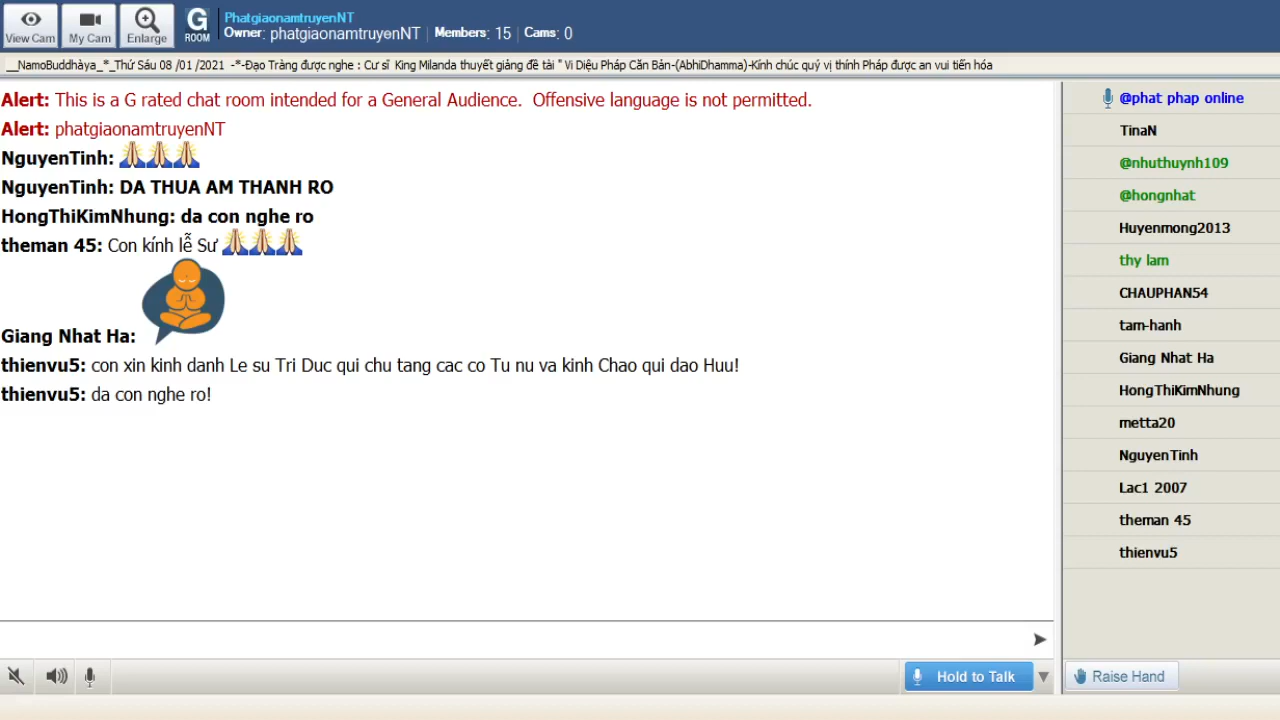 View Cam
My Cam
Enlarge
G
ROOM
PhatgiaonamtruyenNT
Owner: phatgiaonamtruyenNT | Members: 15 | Cams: 0
__NamoBuddhàya_*_Thứ Sáu 08 /01 /2021 -*-Đạo Tràng được nghe : Cư sĩ King Milanda thuyết giảng đề tài " Vi Diệu Pháp Căn Bản-(AbhiDhamma)-Kính chúc quý vị thính Pháp được an vui tiến hóa
Alert: This is a G rated chat room intended for a General Audience. Offensive language is not permitted.
Alert: phatgiaonamtruyenNT
NguyenTinh:
NguyenTinh: DA THUA AM THANH RO
HongThiKimNhung: da con nghe ro
theman 45: Con kính lễ Sư
Giang Nhat Ha:
thienvu5: con xin kinh danh Le su Tri Duc qui chu tang cac co Tu nu va kinh Chao qui dao Huu!
thienvu5: da con nghe ro!
@phat phap online
TinaN
@nhuthuynh109
@hongnhat
Huyenmong2013
thy lam
CHAUPHAN54
tam-hanh
Giang Nhat Ha
HongThiKimNhung
metta20
NguyenTinh
Lac1 2007
theman 45
thienvu5
Hold to Talk
Raise Hand